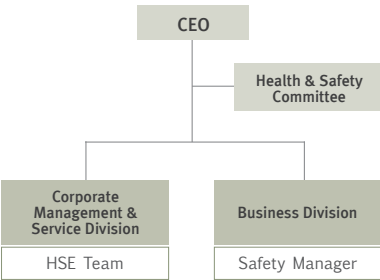 CEO
Health & Safety
Committee
Corporate
Management &
Service Division
Business Division
HSE Team
Safety Manager